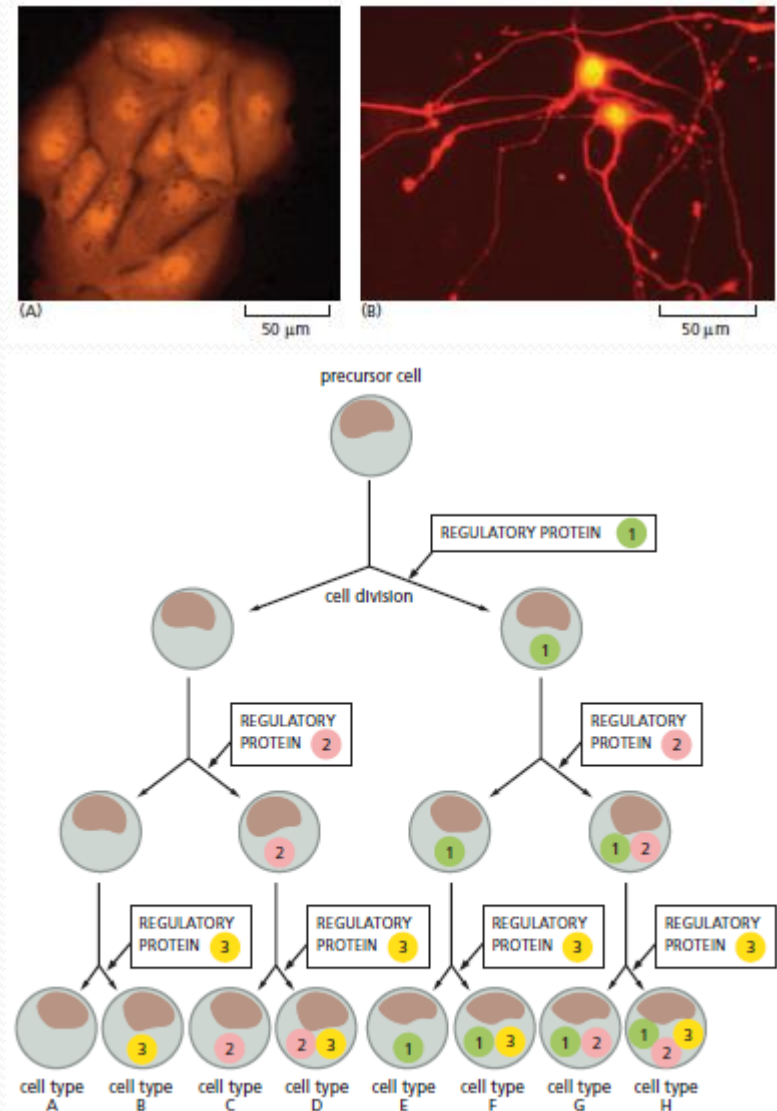 (A)
50 μm
(B)
50 μm
precursor cell
REGULATORY PROTEIN 1
cell division
1
REGULATORY
PROTEIN 2
REGULATORY
PROTEIN 2
2
1
1 2
REGULATORY
PROTEIN 3
REGULATORY
PROTEIN 3
REGULATORY
PROTEIN 3
REGULATORY
PROTEIN 3
3
2
2 3
1
1 3
1 2
1 2 3
cell type
A
cell type
B
cell type
C
cell type
D
cell type
E
cell type
F
cell type
G
cell type
H